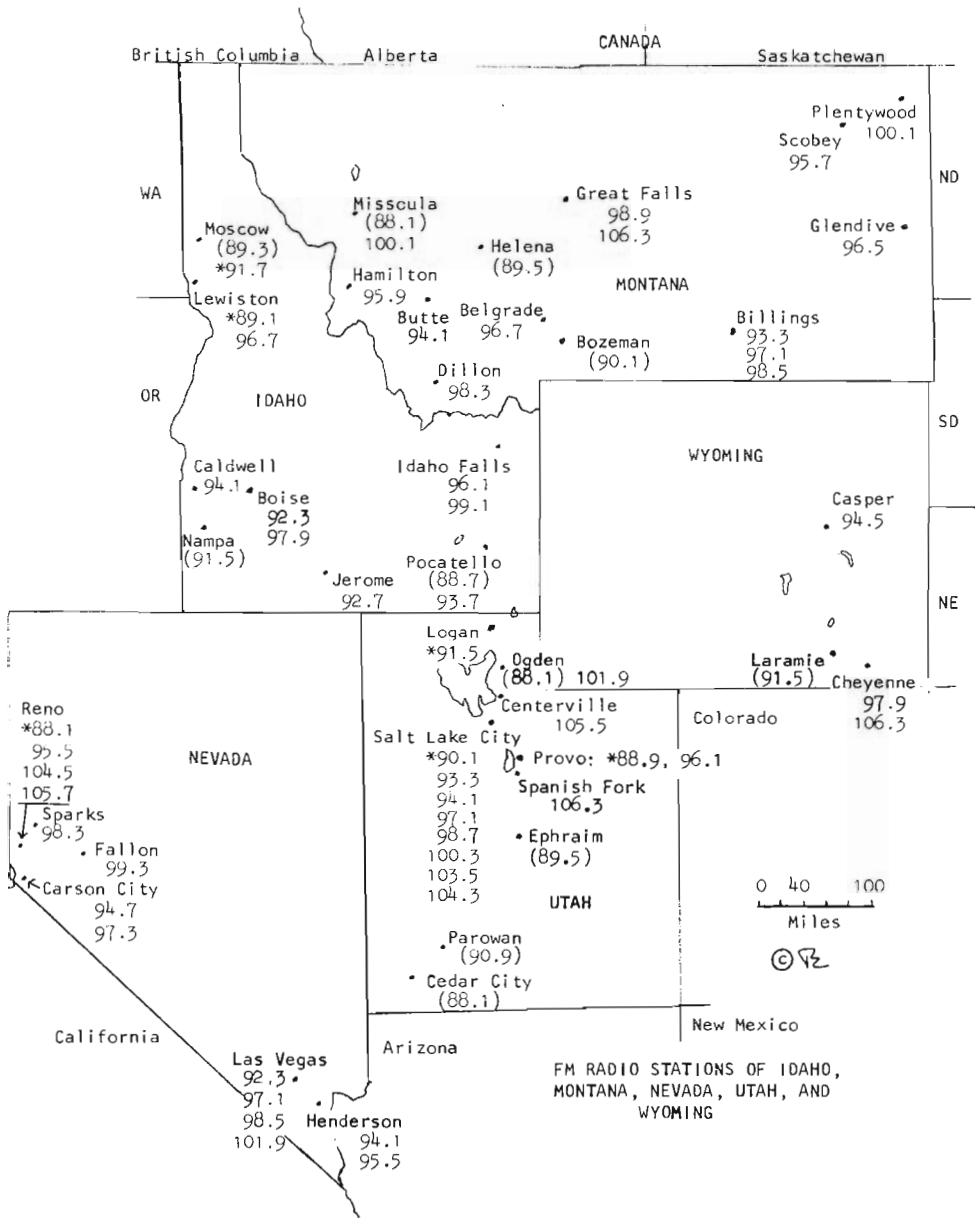 CANADA
British Columbia
Alberta
Saskatchewan
Plentywood
100.1
Scobey
95.7
WA
ND
Great Falls
98.9
106.3
Missoula
(88.1)
100.1
Moscow
(89.3)
*91.7
Glendive
96.5
Helena
(89.5)
MONTANA
Hamilton
95.9
Lewiston
*89.1
96.7
Butte
94.1
Belgrade
96.7
Billings
93.3
97.1
98.5
Bozeman
(90.1)
Dillon
98.3
OR
IDAHO
SD
WYOMING
Caldwell
94.1
Boise
92.3
97.9
Idaho Falls
96.1
99.1
Casper
94.5
Nampa
(91.5)
Pocatello
(88.7)
93.7
Jerome
92.7
NE
Logan
*91.5
Ogden
(88.1) 101.9
Laramie
(91.5)
Cheyenne
97.9
106.3
Centerville
105.5
Colorado
Reno
*88.1
95.5
104.5
105.7
NEVADA
Salt Lake City
*90.1
93.3
94.1
97.1
98.7
100.3
103.5
104.3
Provo: *88.9, 96.1
Spanish Fork
106.3
Sparks
98.3
Fallon
99.3
Ephraim
(89.5)
Carson City
94.7
97.3
UTAH
0 40 100
Miles
©
Parowan
(90.9)
Cedar City
(88.1)
California
Arizona
New Mexico
Las Vegas
92.3
97.1
98.5
101.9
Henderson
94.1
95.5
FM RADIO STATIONS OF IDAHO,
MONTANA, NEVADA, UTAH, AND
WYOMING